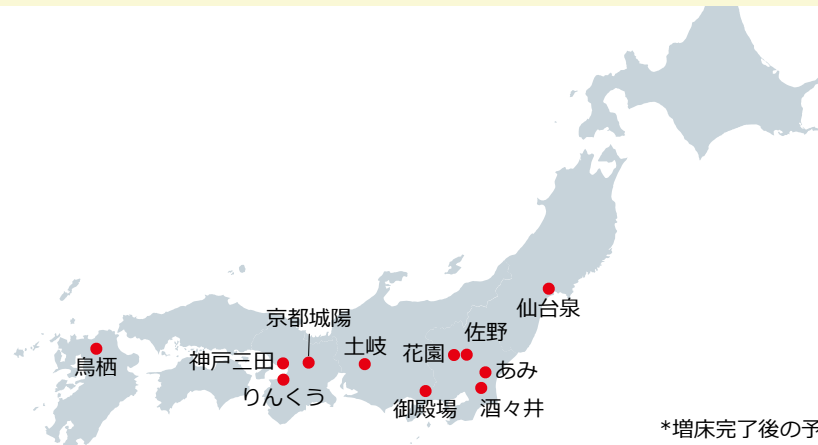 仙台泉
京都城陽
佐野
土岐
花園
神戸三田
鳥栖
あみ
りんくう
御殿場
酒々井
*増床完了後の予